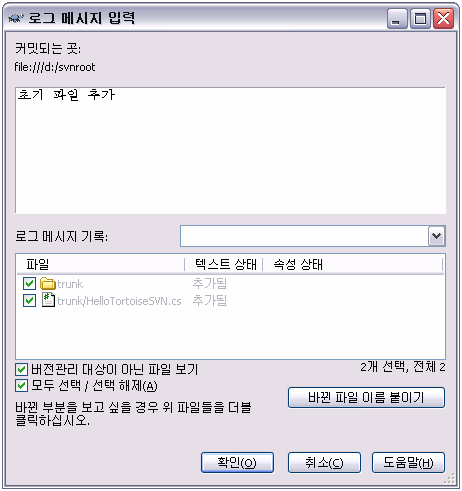 로그 메시지 입력
커밋되는 곳:
file:///d:/svnroot
초기 파일 추가
로그 메시지 기록:
파일 텍스트 상태 속성 상태
trunk 추가됨
trunk/HelloTortoiseSVN.cs 추가됨
버전관리 대상이 아닌 파일 보기 2개 선택, 전체 2
모두 선택 / 선택 해제(A)
바뀐 부분을 보고 싶을 경우 위 파일들을 더블
클릭하십시오.
바뀐 파일 이름 붙이기
확인(O) 취소(C) 도움말(H)